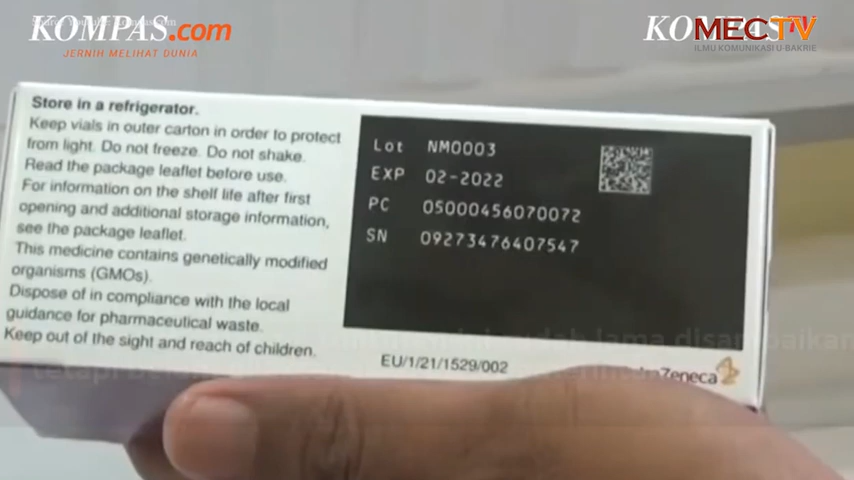 KOMPAS.com
JERNIH MELIHAT DUNIA
KOMPAS TV
MECTV
ILMU KOMUNIKASI U-BAKRIE
Store in a refrigerator.
Keep vials in outer carton in order to protect
from light. Do not freeze. Do not shake.
Read the package leaflet before use.
For information on the shelf life after first
opening and additional storage information,
see the package leaflet.
This medicine contains genetically modified
organisms (GMOs).
Dispose of in compliance with the local
guidance for pharmaceutical waste.
Keep out of the sight and reach of children.
Lot NM0003
EXP 02-2022
PC 05000456070072
SN 09273476407547
EU/1/21/1529/002
AstraZeneca
lama disampaikan